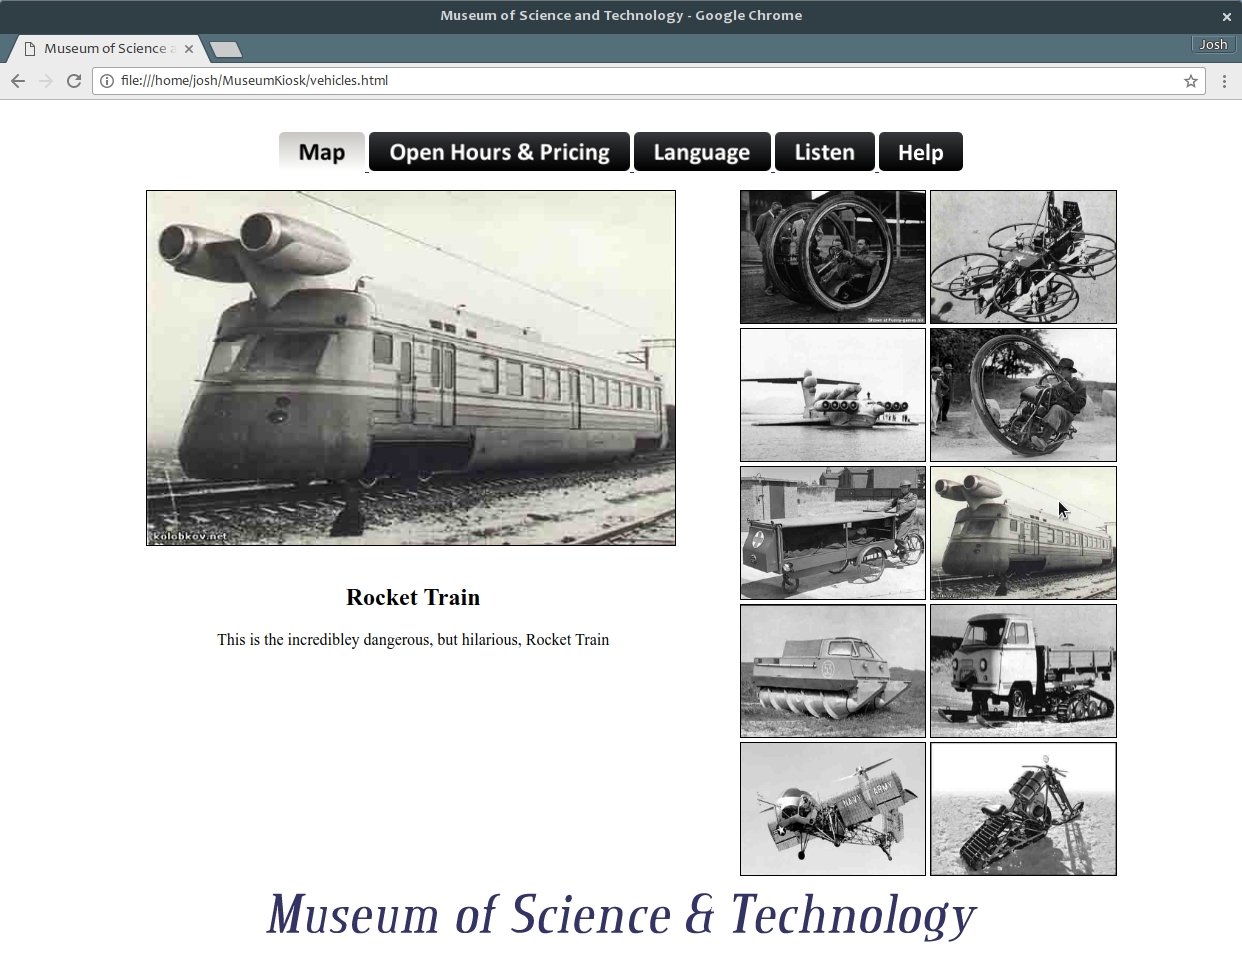 Museum of Science and Technology - Google Chrome
Museum of Science a
Josh
file:///home/josh/MuseumKiosk/vehicles.html
Map Open Hours & Pricing Language Listen Help
kolobkov.net
Rocket Train
This is the incredibley dangerous, but hilarious, Rocket Train
NAVY ARMY
Museum of Science & Technology